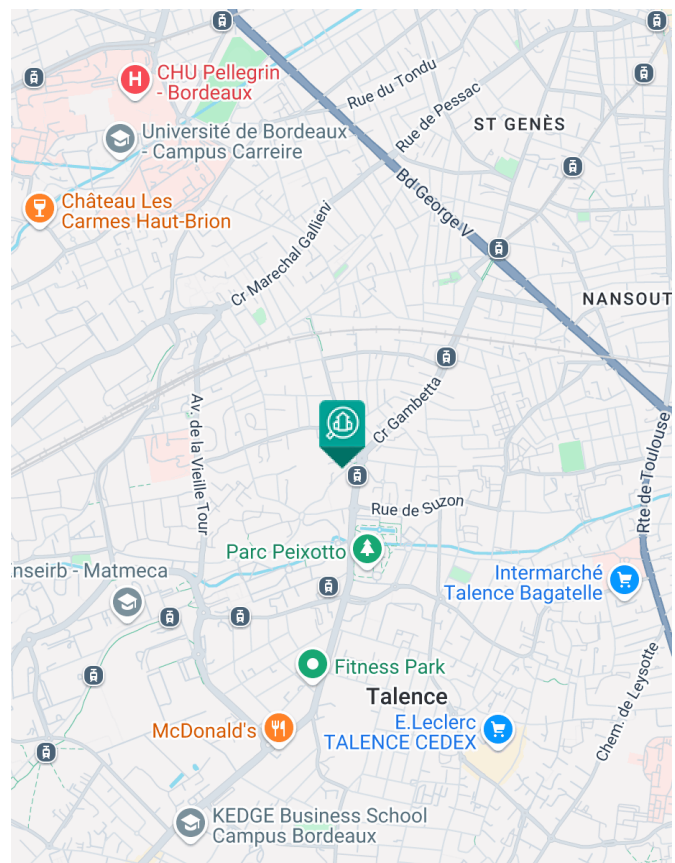 CHU Pellegrin
- Bordeaux
Rue du Tondu
Rue de Pessac
ST GENÈS
Université de Bordeaux
- Campus Carreire
Bd George V
Château Les
Carmes Haut-Brion
Cr Marechal Gallieni
NANSOUT
Cr Gambetta
Av. de la Vieille Tour
Rte de Toulouse
Rue de Suzon
Parc Peixotto
nseirb - Matmeca
Intermarché
Talence Bagatelle
Fitness Park
Chem. de Leysotte
Talence
McDonald's
E.Leclerc
TALENCE CEDEX
KEDGE Business School
Campus Bordeaux